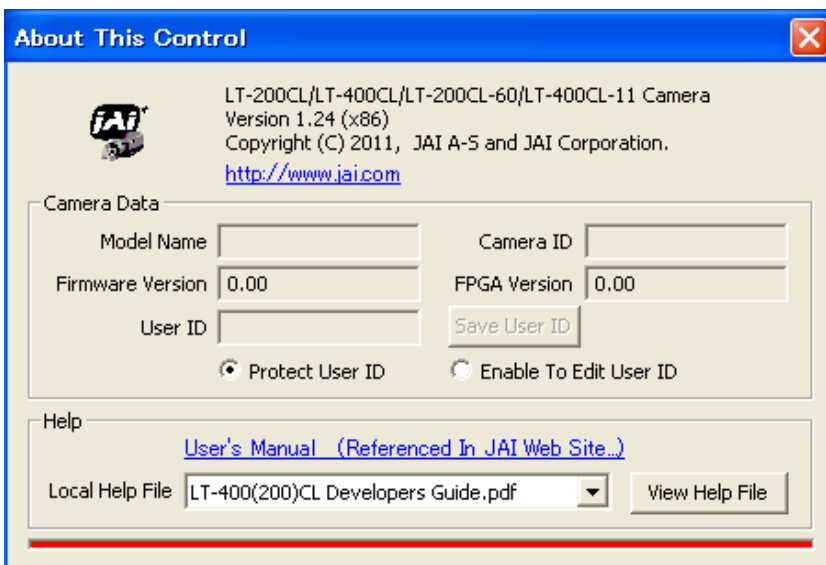 About This Control
jAi
LT-200CL/LT-400CL/LT-200CL-60/LT-400CL-11 Camera
Version 1.24 (x86)
Copyright (C) 2011, JAI A-S and JAI Corporation.
http://www.jai.com
Camera Data
Model Name Camera ID
Firmware Version 0.00 FPGA Version 0.00
User ID Save User ID
Protect User ID Enable To Edit User ID
Help
User's Manual (Referenced In JAI Web Site...)
Local Help File LT-400(200)CL Developers Guide.pdf View Help File